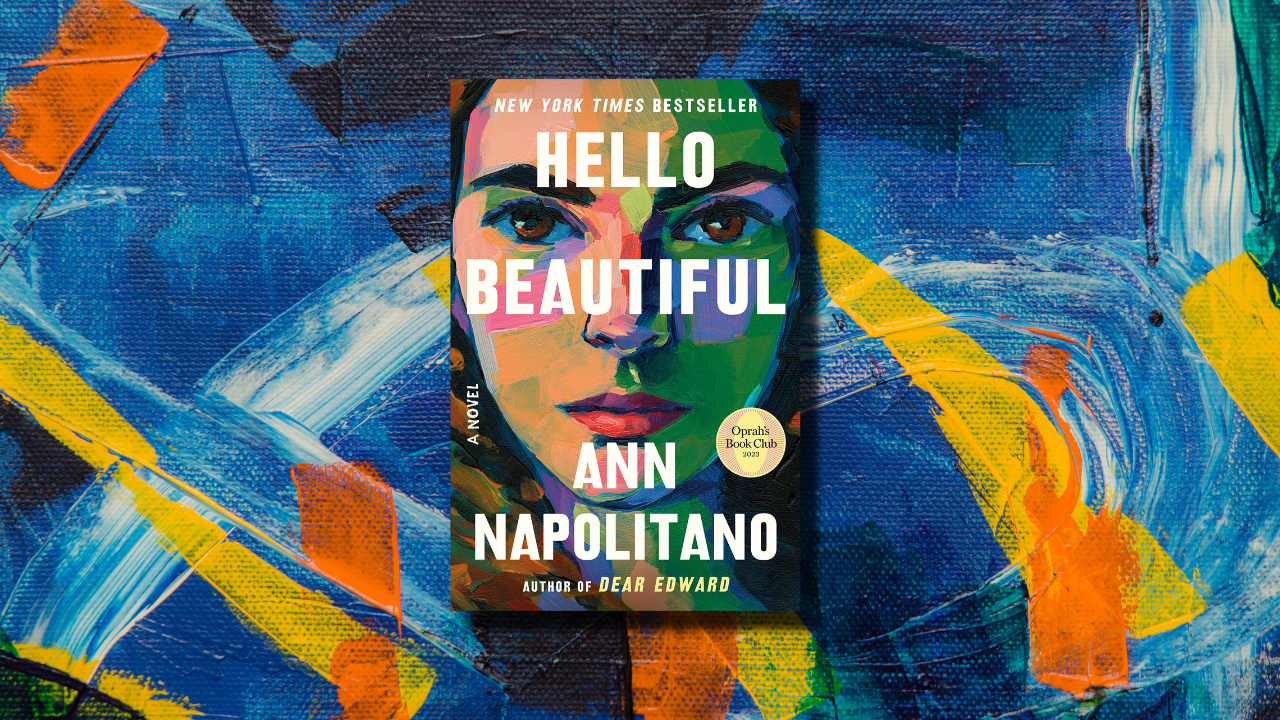 NEW YORK TIMES BESTSELLER
HELLO
BEAUTIFUL
A NOVEL
Oprah's
Book Club
2023
ANN
NAPOLITANO
AUTHOR OF DEAR EDWARD